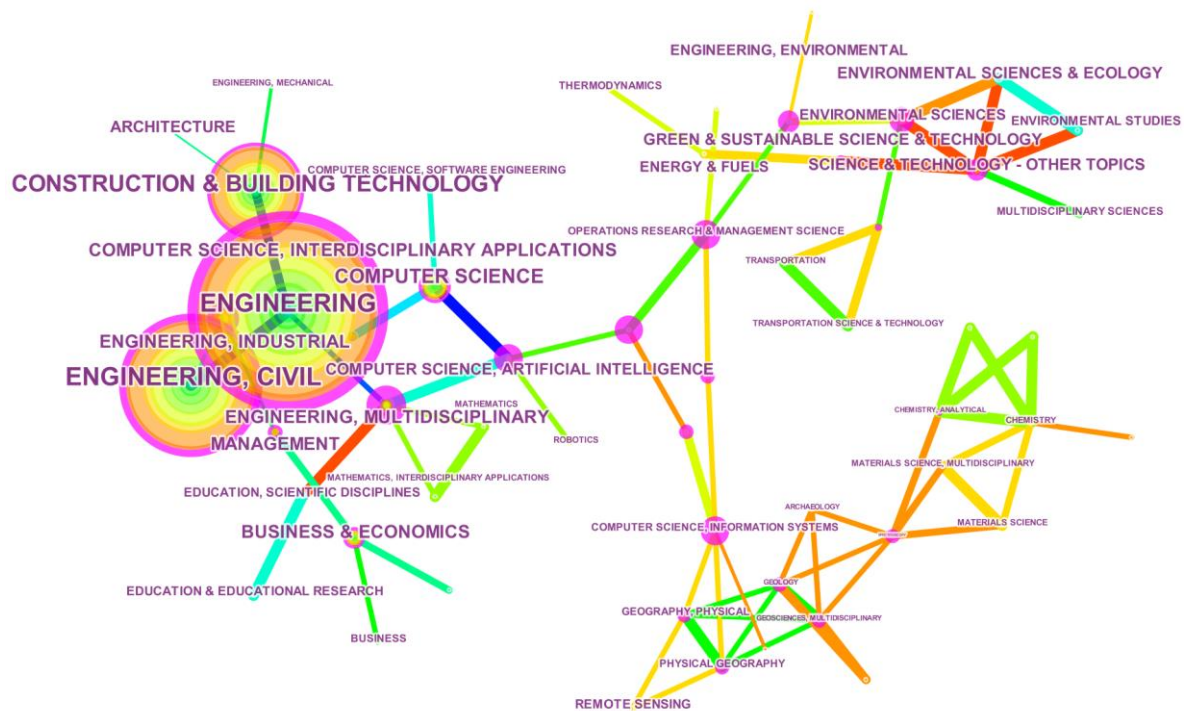 ENGINEERING, ENVIRONMENTAL
ENVIRONMENTAL SCIENCES & ECOLOGY
ENGINEERING, MECHANICAL
THERMODYNAMICS
ENVIRONMENTAL SCIENCES
ENVIRONMENTAL STUDIES
ARCHITECTURE
GREEN & SUSTAINABLE SCIENCE & TECHNOLOGY
COMPUTER SCIENCE, SOFTWARE ENGINEERING
ENERGY & FUELS
SCIENCE & TECHNOLOGY - OTHER TOPICS
CONSTRUCTION & BUILDING TECHNOLOGY
MULTIDISCIPLINARY SCIENCES
OPERATIONS RESEARCH & MANAGEMENT SCIENCE
COMPUTER SCIENCE, INTERDISCIPLINARY APPLICATIONS
TRANSPORTATION
COMPUTER SCIENCE
ENGINEERING
TRANSPORTATION SCIENCE & TECHNOLOGY
ENGINEERING, INDUSTRIAL
COMPUTER SCIENCE, ARTIFICIAL INTELLIGENCE
ENGINEERING, CIVIL
MATHEMATICS
CHEMISTRY, ANALYTICAL
ENGINEERING, MULTIDISCIPLINARY
CHEMISTRY
ROBOTICS
MANAGEMENT
MATERIALS SCIENCE, MULTIDISCIPLINARY
MATHEMATICS, INTERDISCIPLINARY APPLICATIONS
EDUCATION, SCIENTIFIC DISCIPLINES
ARCHAEOLOGY
MATERIALS SCIENCE
COMPUTER SCIENCE, INFORMATION SYSTEMS
BUSINESS & ECONOMICS
GEOLOGY
EDUCATION & EDUCATIONAL RESEARCH
GEOGRAPHY, PHYSICAL
GEOSCIENCES, MULTIDISCIPLINARY
BUSINESS
PHYSICAL GEOGRAPHY
REMOTE SENSING